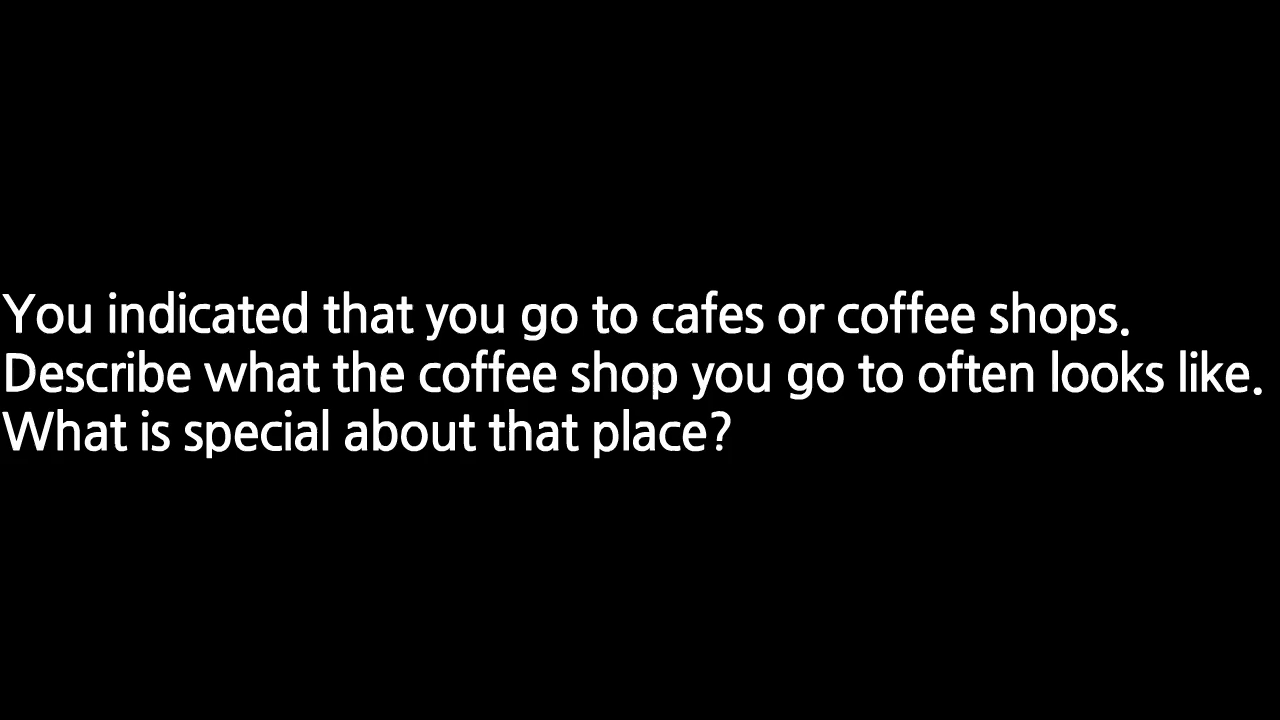 You indicated that you go to cafes or coffee shops.
Describe what the coffee shop you go to often looks like.
What is special about that place?